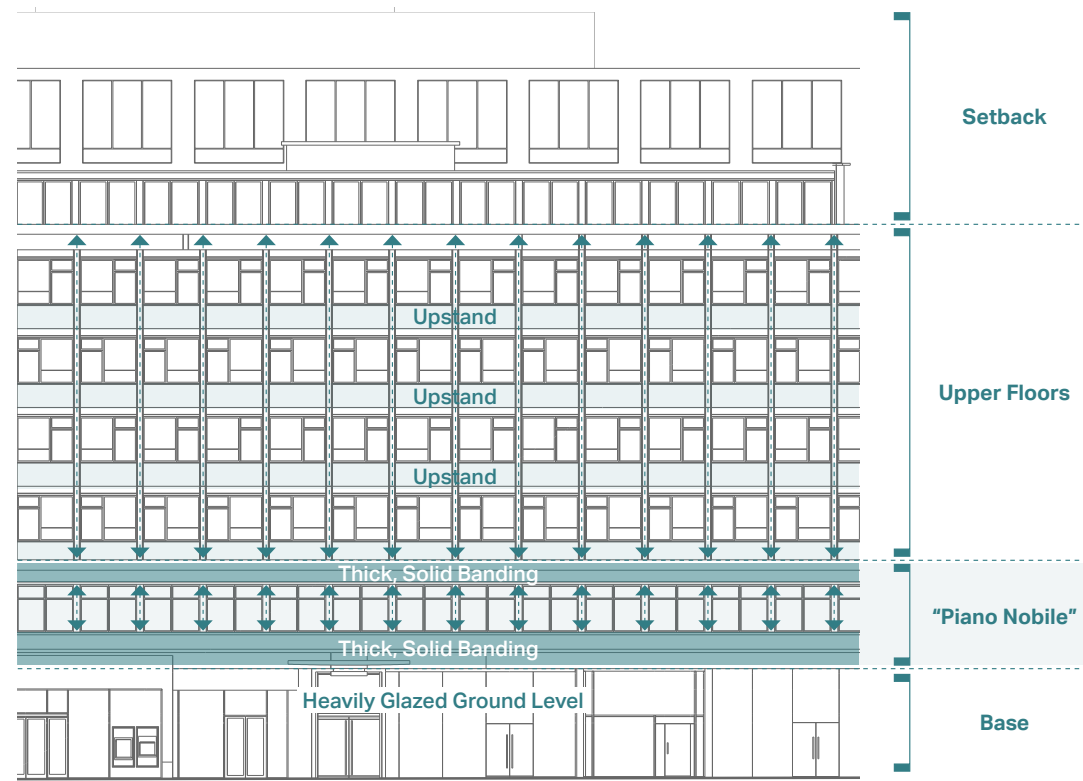 Setback
Upstand
Upstand
Upper Floors
Upstand
Thick, Solid Banding
“Piano Nobile”
Thick, Solid Banding
Heavily Glazed Ground Level
Base